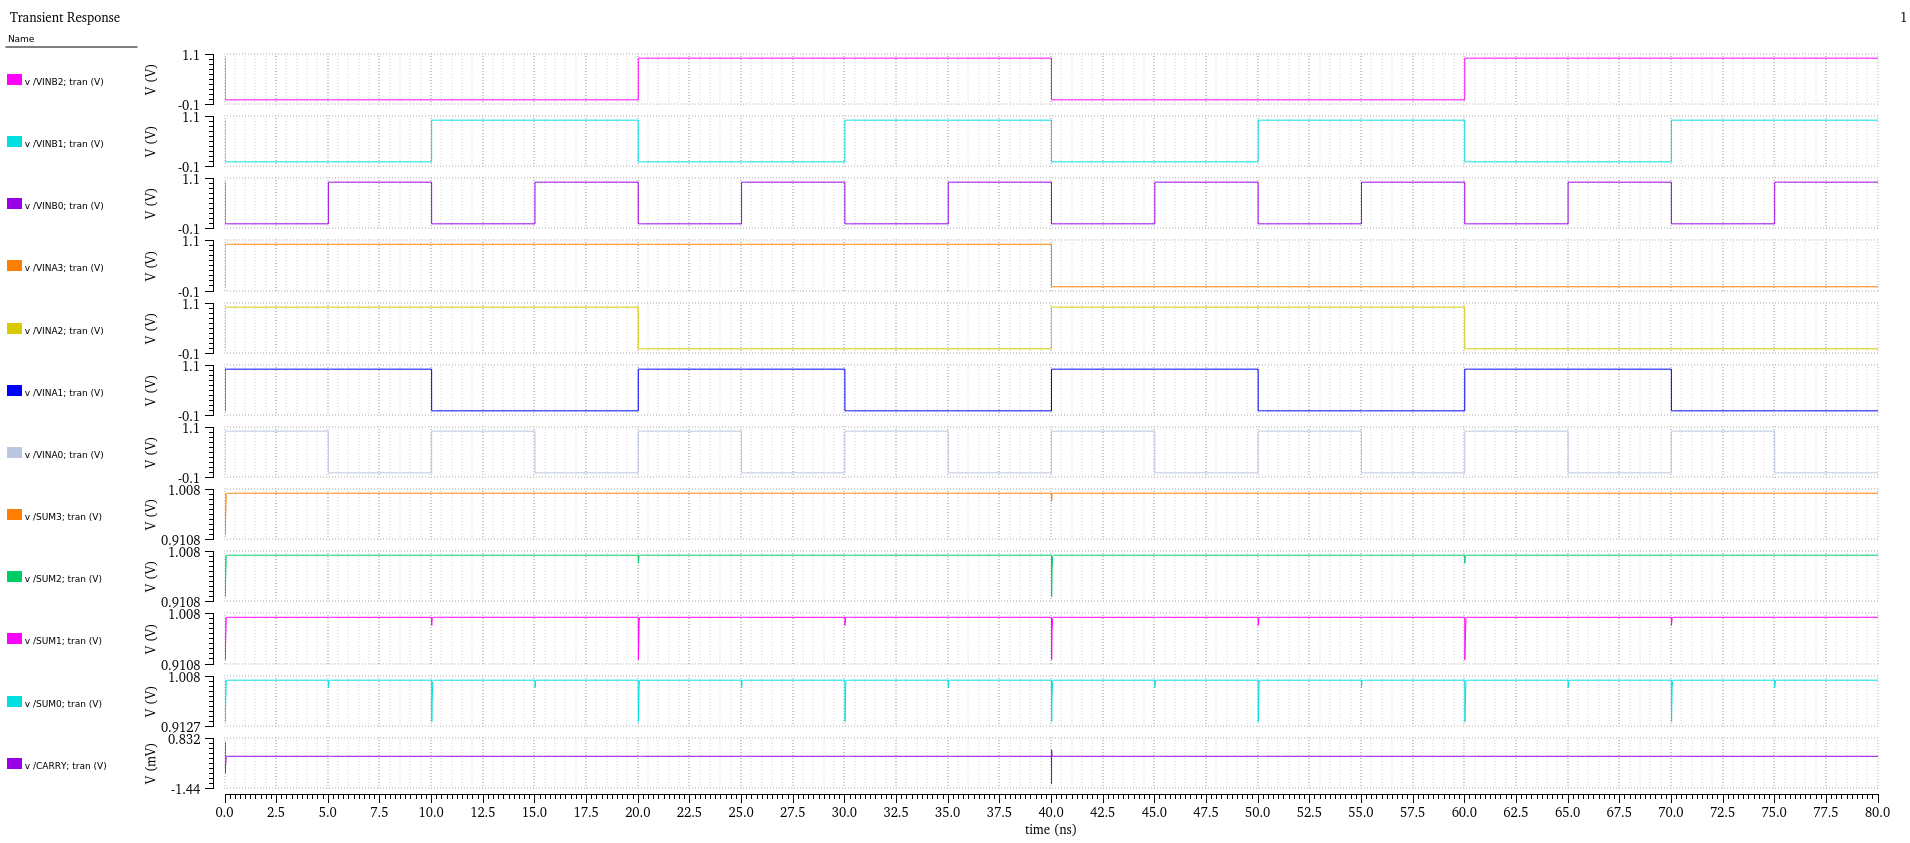 Transient Response
1
Name
v /VINB2; tran (V)
V (V)
1.1
-0.1
v /VINB1; tran (V)
V (V)
1.1
-0.1
v /VINB0; tran (V)
V (V)
1.1
-0.1
v /VINA3; tran (V)
V (V)
1.1
-0.1
v /VINA2; tran (V)
V (V)
1.1
-0.1
v /VINA1; tran (V)
V (V)
1.1
-0.1
v /VINA0; tran (V)
V (V)
1.1
-0.1
v /SUM3; tran (V)
V (V)
1.008
0.9108
v /SUM2; tran (V)
V (V)
1.008
0.9108
v /SUM1; tran (V)
V (V)
1.008
0.9108
v /SUM0; tran (V)
V (V)
1.008
0.9127
v /CARRY; tran (V)
V (mV)
0.832
-1.44
0.0 2.5 5.0 7.5 10.0 12.5 15.0 17.5 20.0 22.5 25.0 27.5 30.0 32.5 35.0 37.5 40.0 42.5 45.0 47.5 50.0 52.5 55.0 57.5 60.0 62.5 65.0 67.5 70.0 72.5 75.0 77.5 80.0
time (ns)